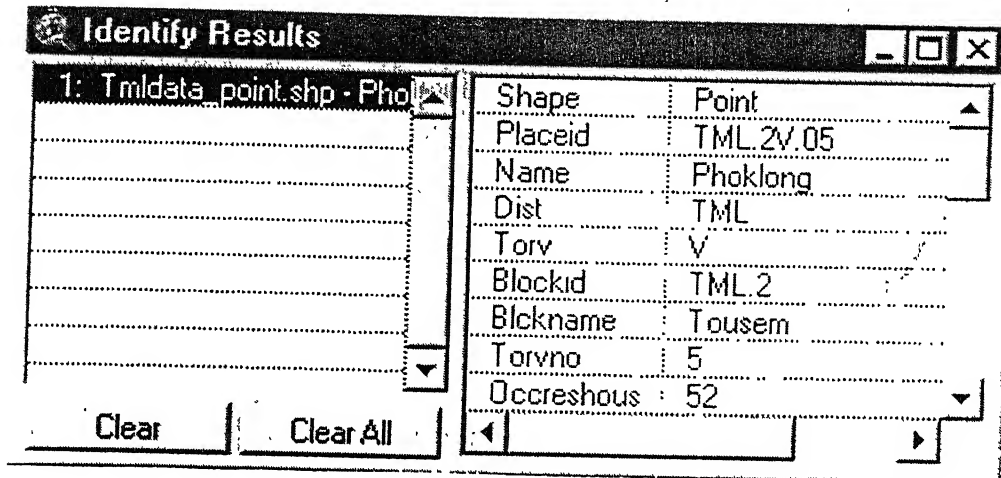 Identify Results
1: Tmldata_point.shp - Pho
Shape Point
Placeid TML.2V.05
Name Phoklong
Dist TML
Torv V
Blockid TML.2
Blckname Tousem
Torvno 5
Occreshous 52
Clear Clear All